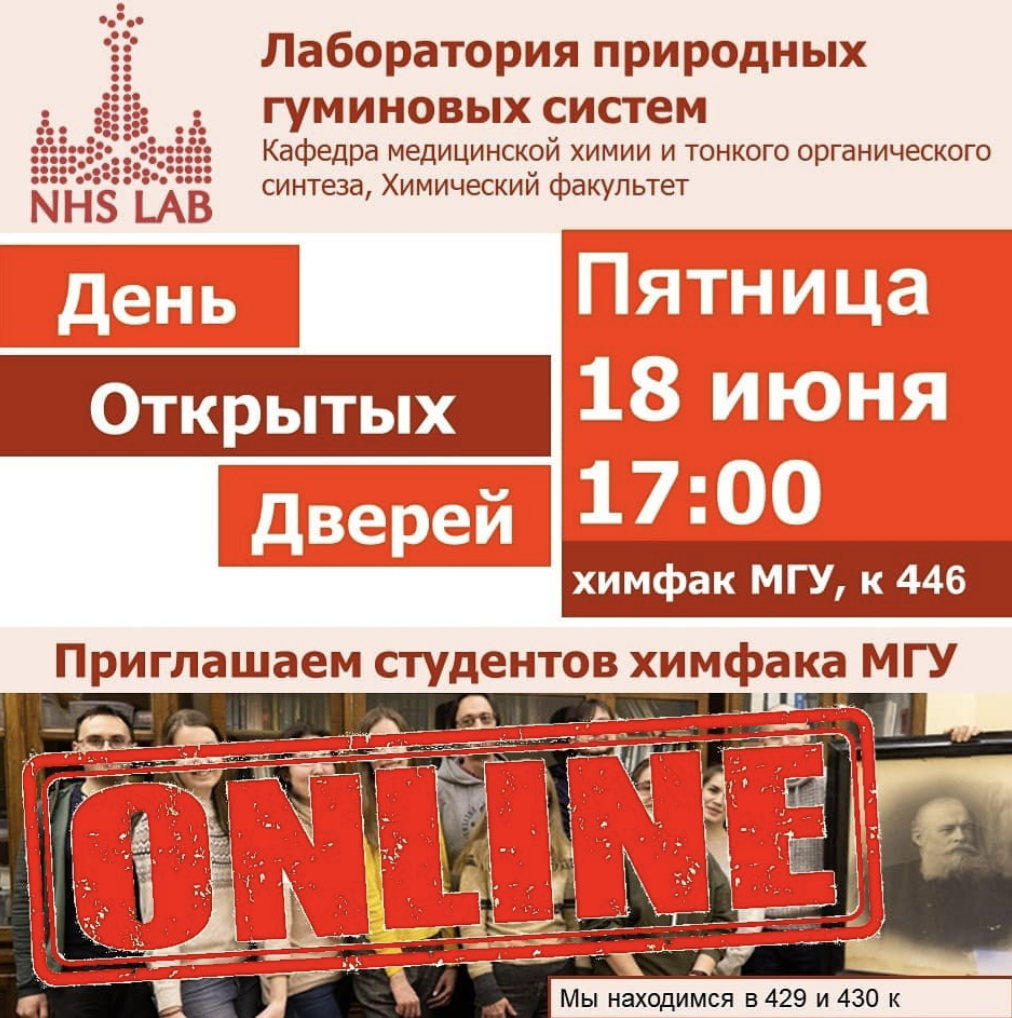 NHS LAB
Лаборатория природных
гуминовых систем
Кафедра медицинской химии и тонкого органического
синтеза, Химический факультет
День
Открытых
Дверей
Пятница
18 июня
17:00
химфак МГУ, к 446
Приглашаем студентов химфака МГУ
ONLINE
Мы находимся в 429 и 430 к